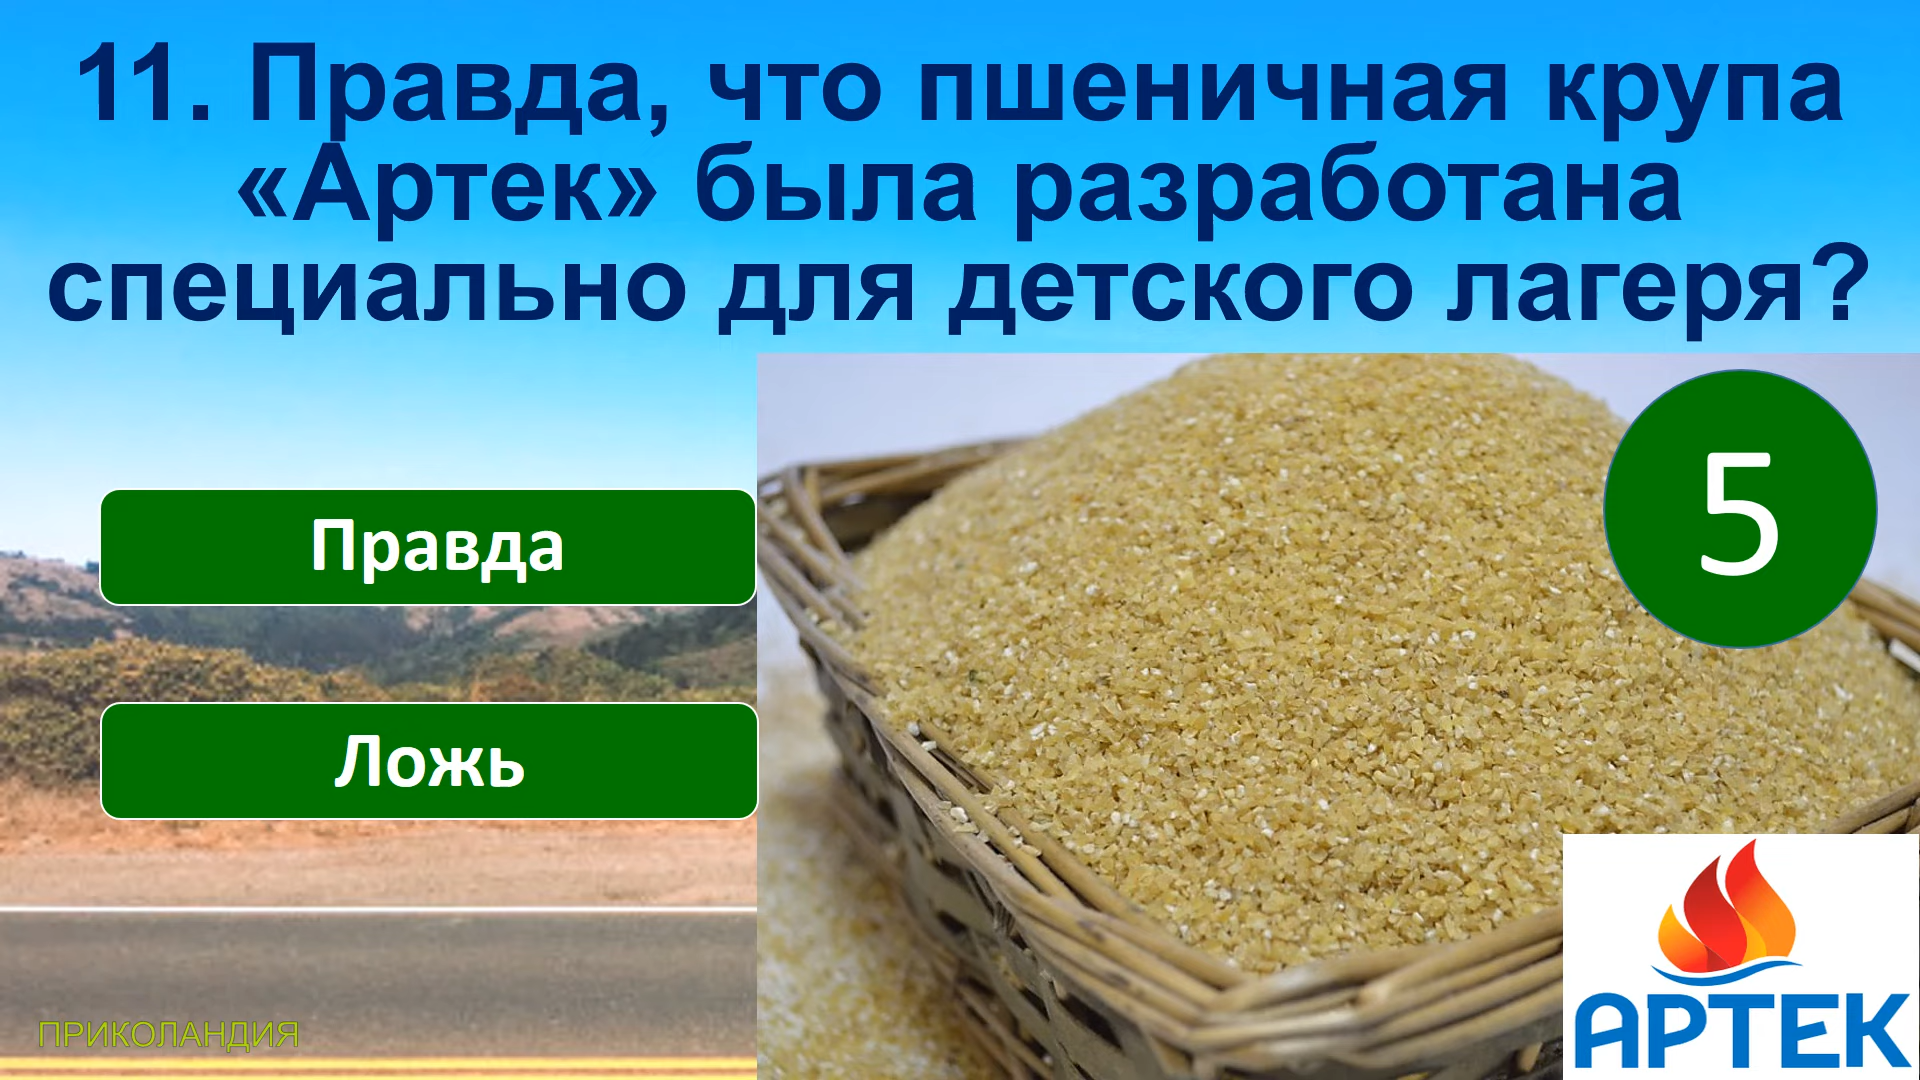 11. Правда, что пшеничная крупа
«Артек» была разработана
специально для детского лагеря?
5
Правда
Ложь
АРТЕК
ПРИКОЛАНДИЯ